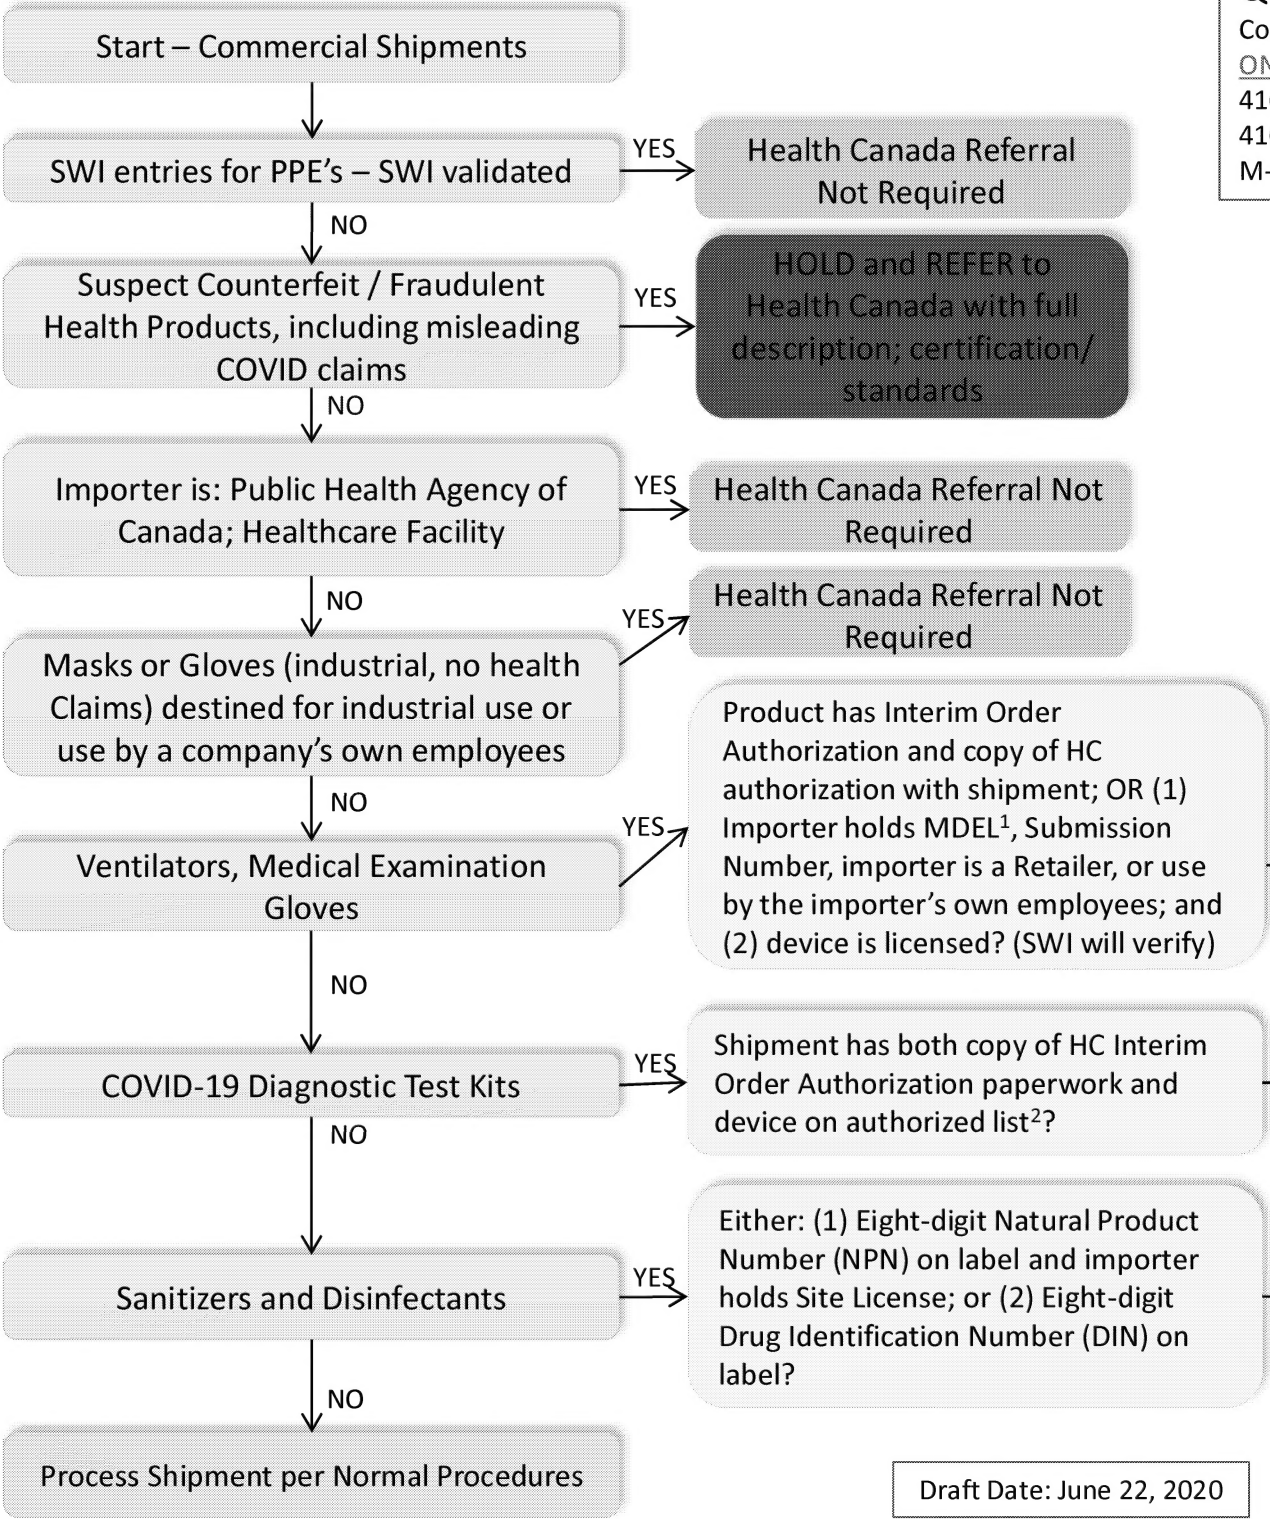 Start – Commercial Shipments
Co
ON
41
41
M-
SWI entries for PPE's – SWI validated
YES
Health Canada Referral
Not Required
NO
Suspect Counterfeit / Fraudulent
Health Products, including misleading
COVID claims
YES
HOLD and REFER to
Health Canada with full
description; certification/
standards
NO
Importer is: Public Health Agency of
Canada; Healthcare Facility
YES
Health Canada Referral Not
Required
NO
Masks or Gloves (industrial, no health
Claims) destined for industrial use or
use by a company's own employees
YES
Health Canada Referral Not
Required
NO
Ventilators, Medical Examination
Gloves
YES
Product has Interim Order
Authorization and copy of HC
authorization with shipment; OR (1)
Importer holds MDEL¹, Submission
Number, importer is a Retailer, or use
by the importer's own employees; and
(2) device is licensed? (SWI will verify)
NO
COVID-19 Diagnostic Test Kits
YES
Shipment has both copy of HC Interim
Order Authorization paperwork and
device on authorized list²?
NO
Sanitizers and Disinfectants
YES
Either: (1) Eight-digit Natural Product
Number (NPN) on label and importer
holds Site License; or (2) Eight-digit
Drug Identification Number (DIN) on
label?
NO
Process Shipment per Normal Procedures
Draft Date: June 22, 2020